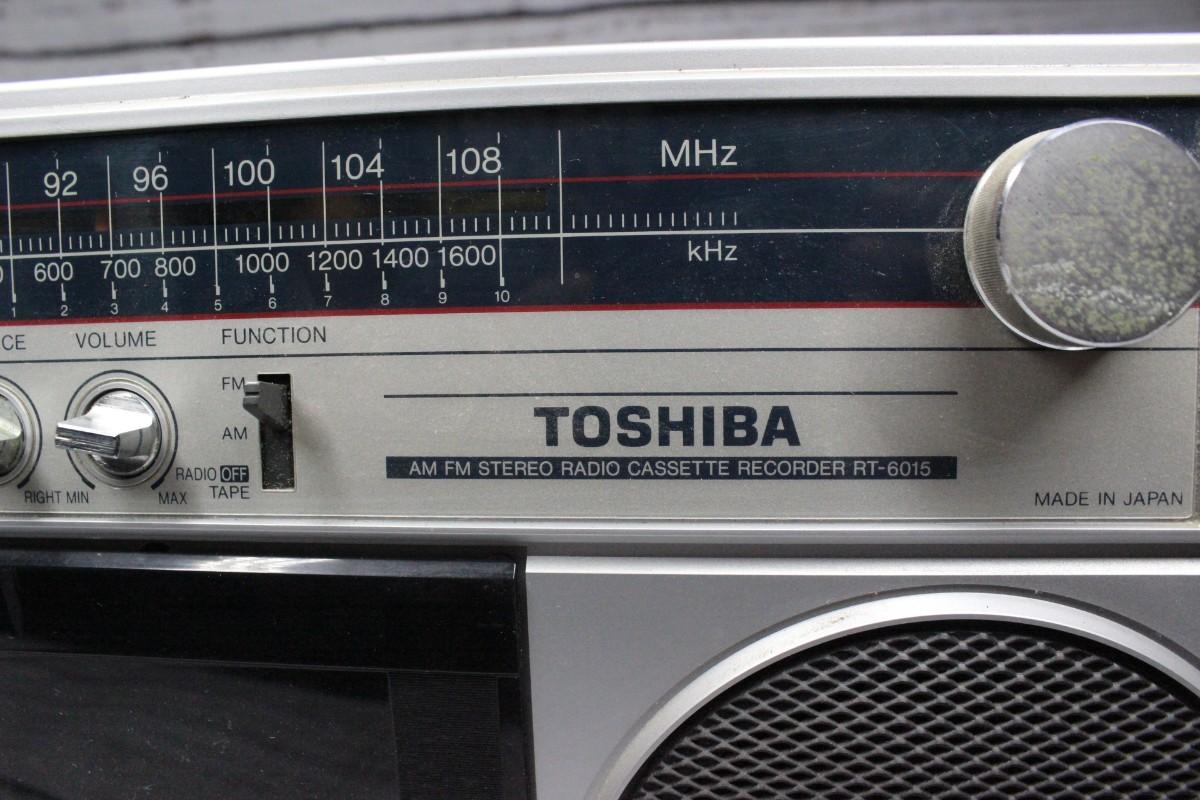 92 96 100 104 108 MHz
600 700 800 1000 1200 1400 1600 kHz
1 2 3 4 5 6 7 8 9 10
CE VOLUME FUNCTION
FM
AM
RADIO OFF
TAPE
RIGHT MIN MAX
TOSHIBA
AM FM STEREO RADIO CASSETTE RECORDER RT-6015
MADE IN JAPAN